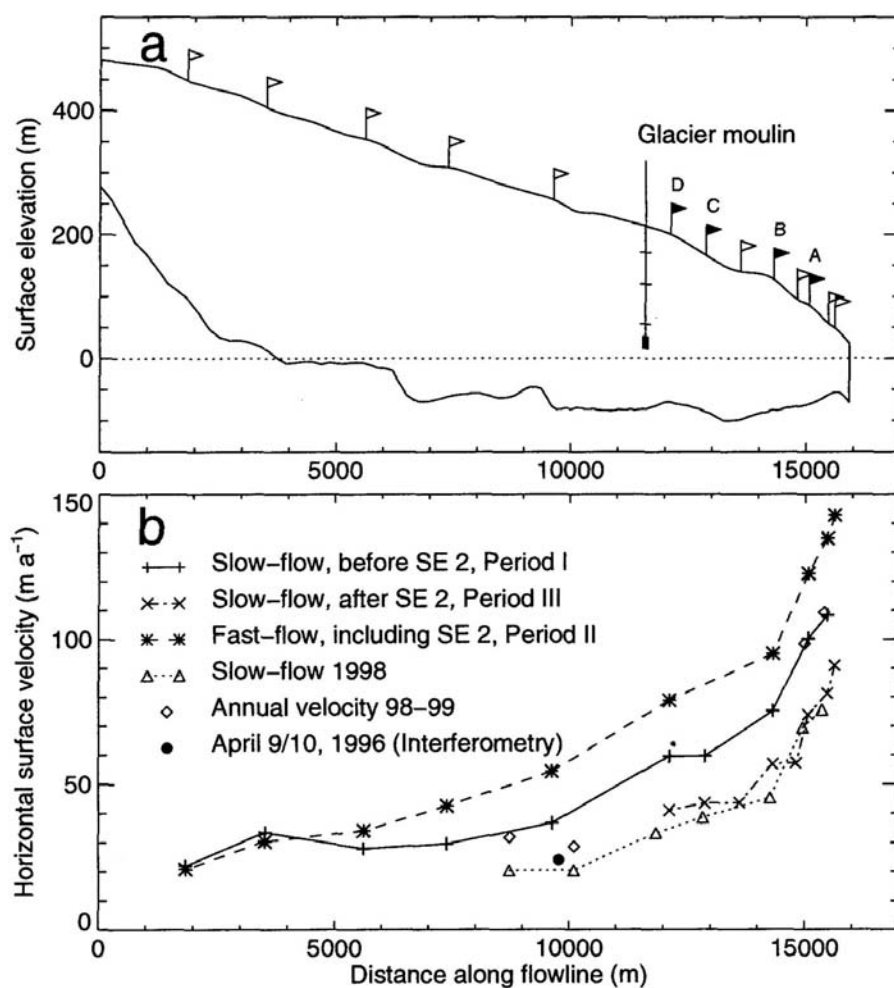 a
Surface elevation (m)
400
200
0
Glacier moulin
D
C
B
A
0 5000 10000 15000
b
Horizontal surface velocity (m a⁻¹)
150
100
50
0
Slow–flow, before SE 2, Period I
Slow–flow, after SE 2, Period III
Fast–flow, including SE 2, Period II
Slow–flow 1998
Annual velocity 98–99
April 9/10, 1996 (Interferometry)
0 5000 10000 15000
Distance along flowline (m)